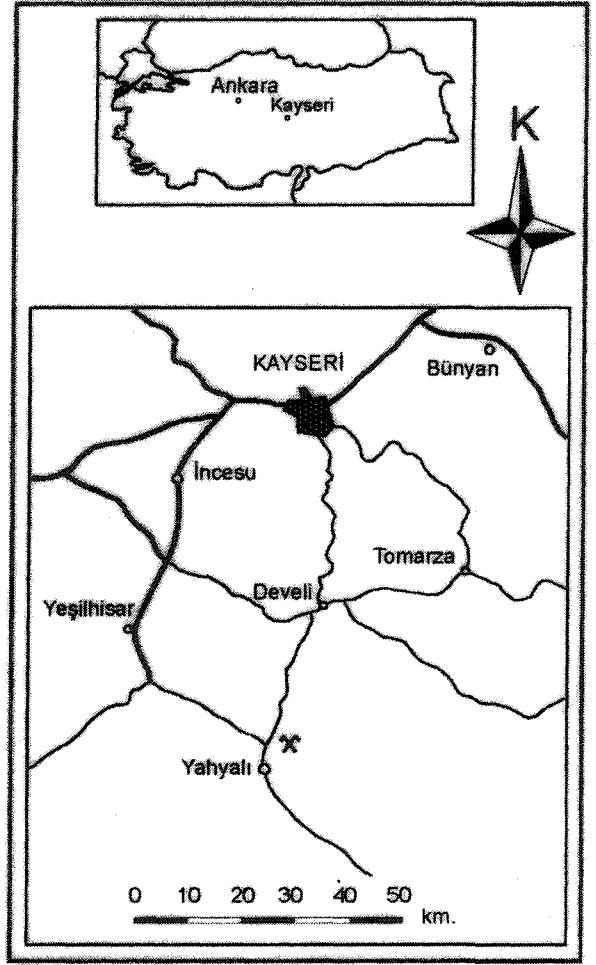 Ankara
Kayseri
K
KAYSERİ
Bünyan
İncesu
Tomarza
Develi
Yeşilhisar
Yahyalı
0 10 20 30 40 50
km.